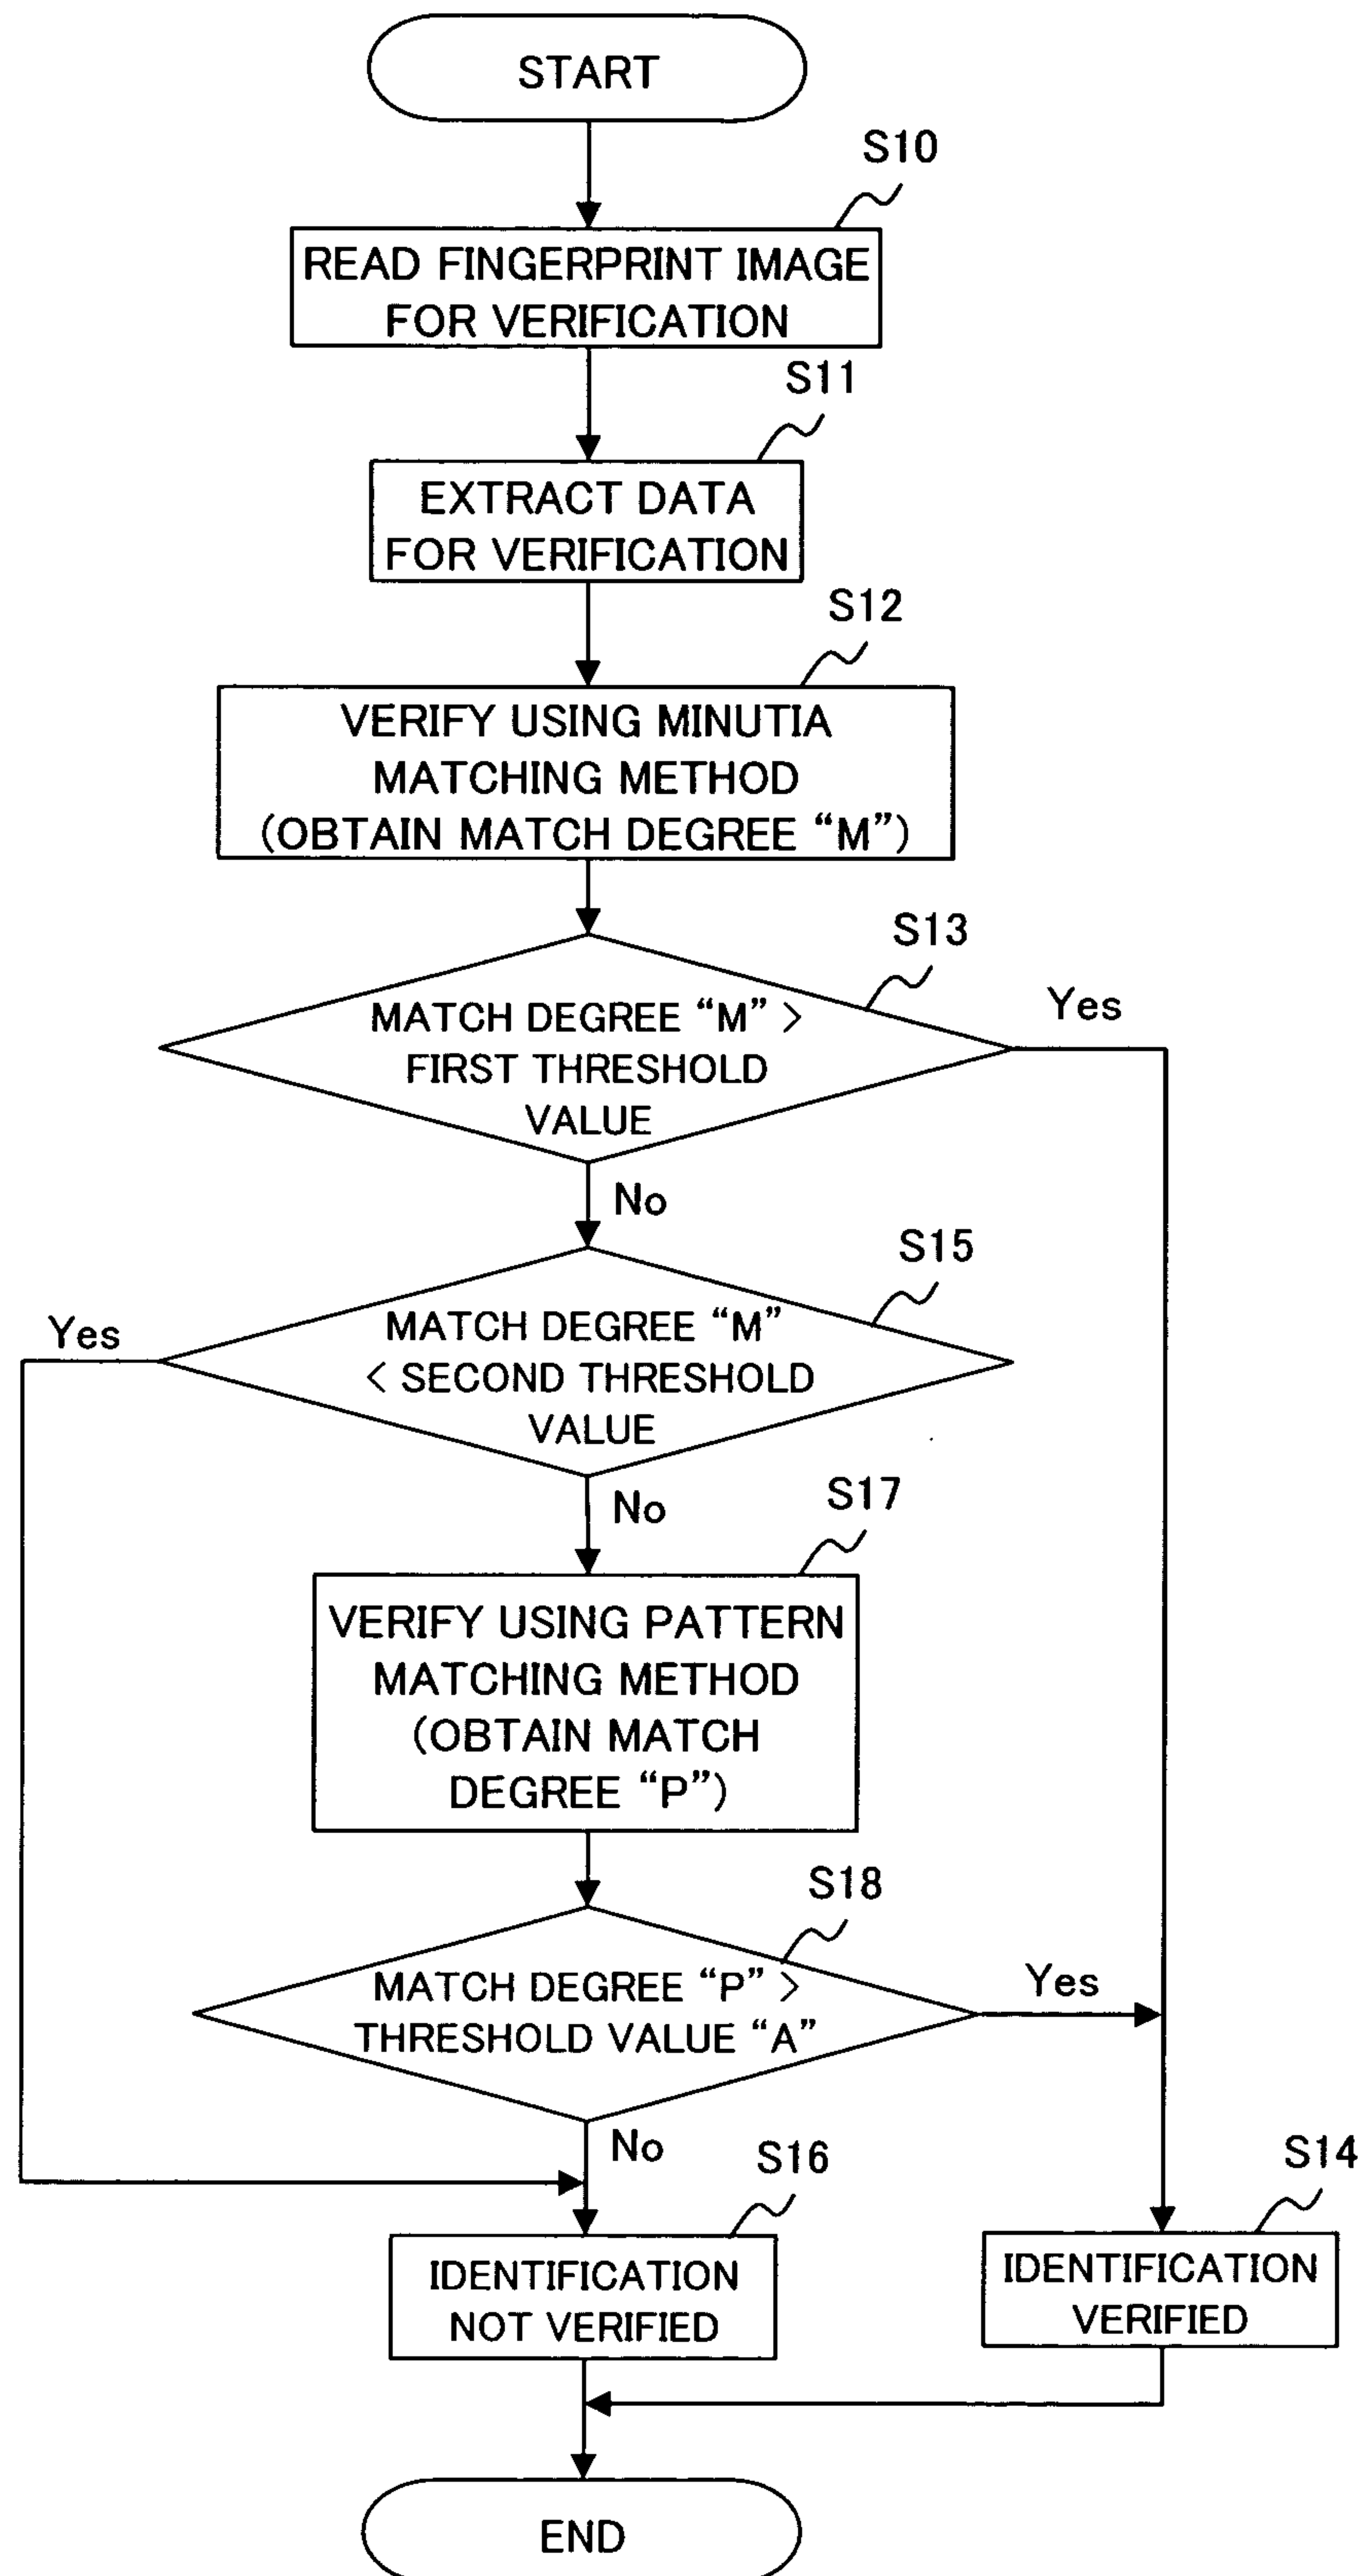 START
S10
READ FINGERPRINT IMAGE
FOR VERIFICATION
S11
EXTRACT DATA
FOR VERIFICATION
S12
VERIFY USING MINUTIA
MATCHING METHOD
(OBTAIN MATCH DEGREE “M”)
S13
MATCH DEGREE “M” >
FIRST THRESHOLD
VALUE
Yes
No
S15
MATCH DEGREE “M”
< SECOND THRESHOLD
VALUE
Yes
No
S17
VERIFY USING PATTERN
MATCHING METHOD
(OBTAIN MATCH
DEGREE “P”)
S18
MATCH DEGREE “P” >
THRESHOLD VALUE “A”
Yes
No
S16
IDENTIFICATION
NOT VERIFIED
S14
IDENTIFICATION
VERIFIED
END